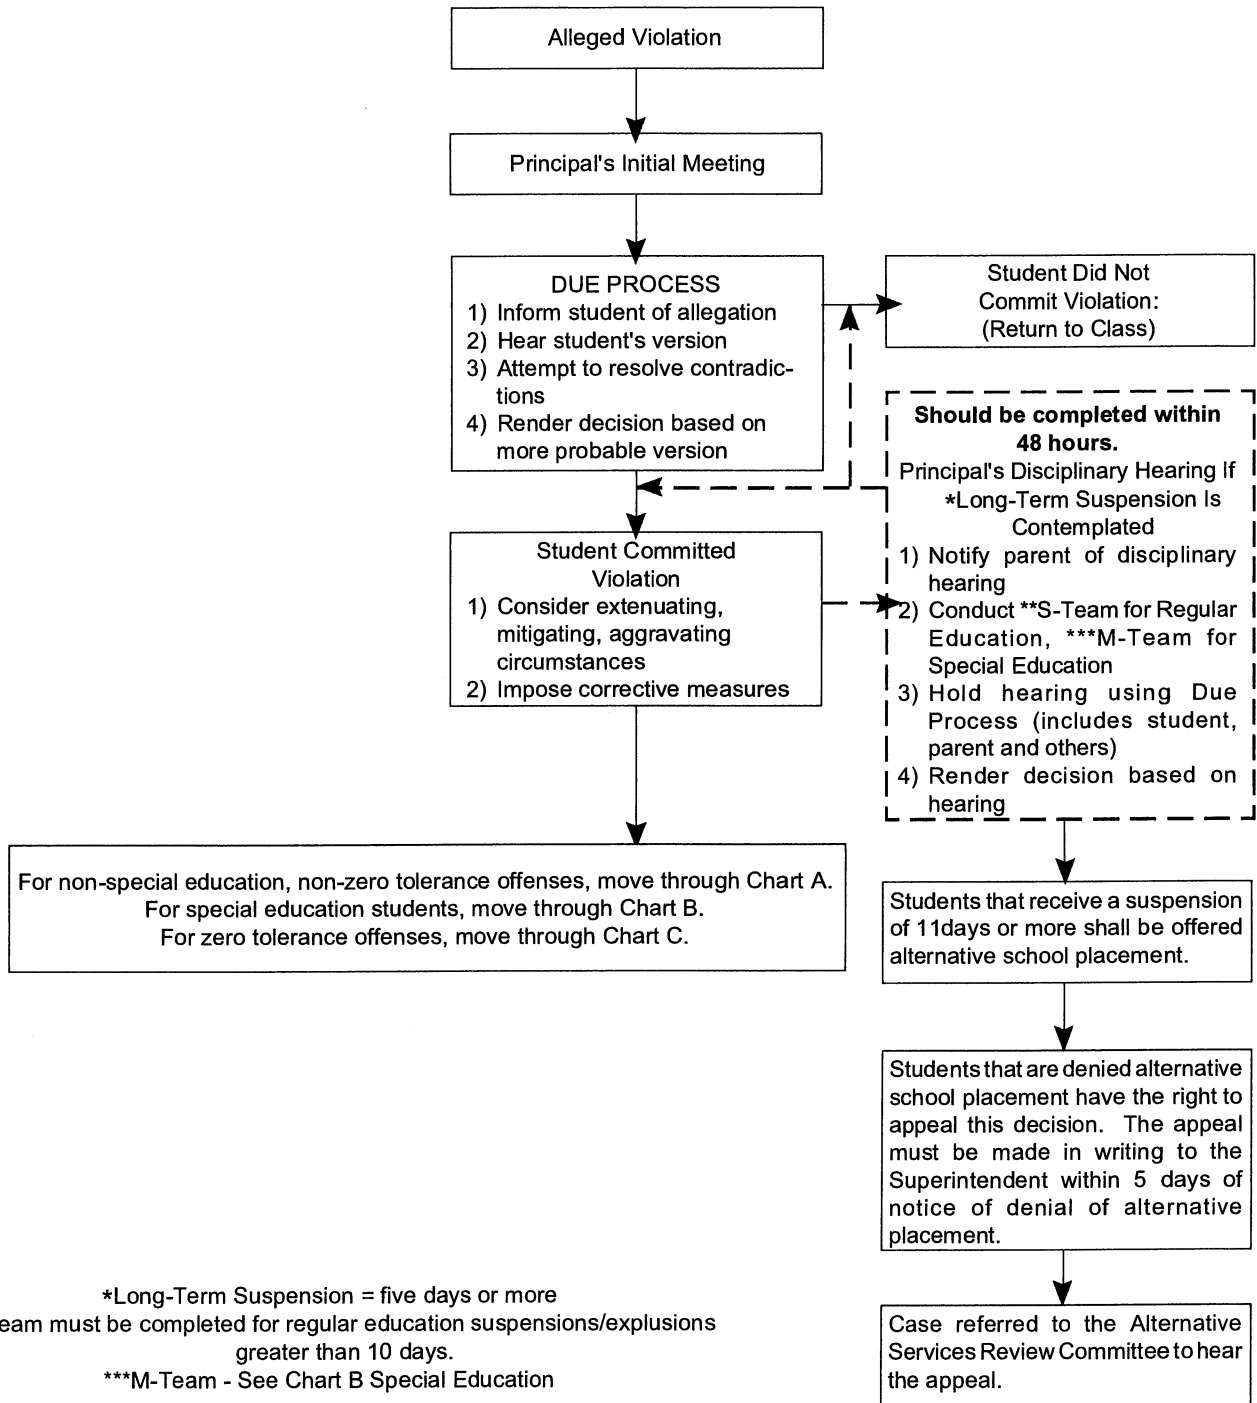 Alleged Violation
Principal's Initial Meeting
DUE PROCESS
1) Inform student of allegation
2) Hear student's version
3) Attempt to resolve contradic-
tions
4) Render decision based on
more probable version
Student Did Not
Commit Violation:
(Return to Class)
Should be completed within
48 hours.
Principal's Disciplinary Hearing If
*Long-Term Suspension Is
Contemplated
1) Notify parent of disciplinary
hearing
2) Conduct **S-Team for Regular
Education, ***M-Team for
Special Education
3) Hold hearing using Due
Process (includes student,
parent and others)
4) Render decision based on
hearing
Student Committed
Violation
1) Consider extenuating,
mitigating, aggravating
circumstances
2) Impose corrective measures
For non-special education, non-zero tolerance offenses, move through Chart A.
For special education students, move through Chart B.
For zero tolerance offenses, move through Chart C.
Students that receive a suspension
of 11days or more shall be offered
alternative school placement.
Students that are denied alternative
school placement have the right to
appeal this decision. The appeal
must be made in writing to the
Superintendent within 5 days of
notice of denial of alternative
placement.
Case referred to the Alternative
Services Review Committee to hear
the appeal.
*Long-Term Suspension = five days or more
eam must be completed for regular education suspensions/explusions
greater than 10 days.
***M-Team - See Chart B Special Education